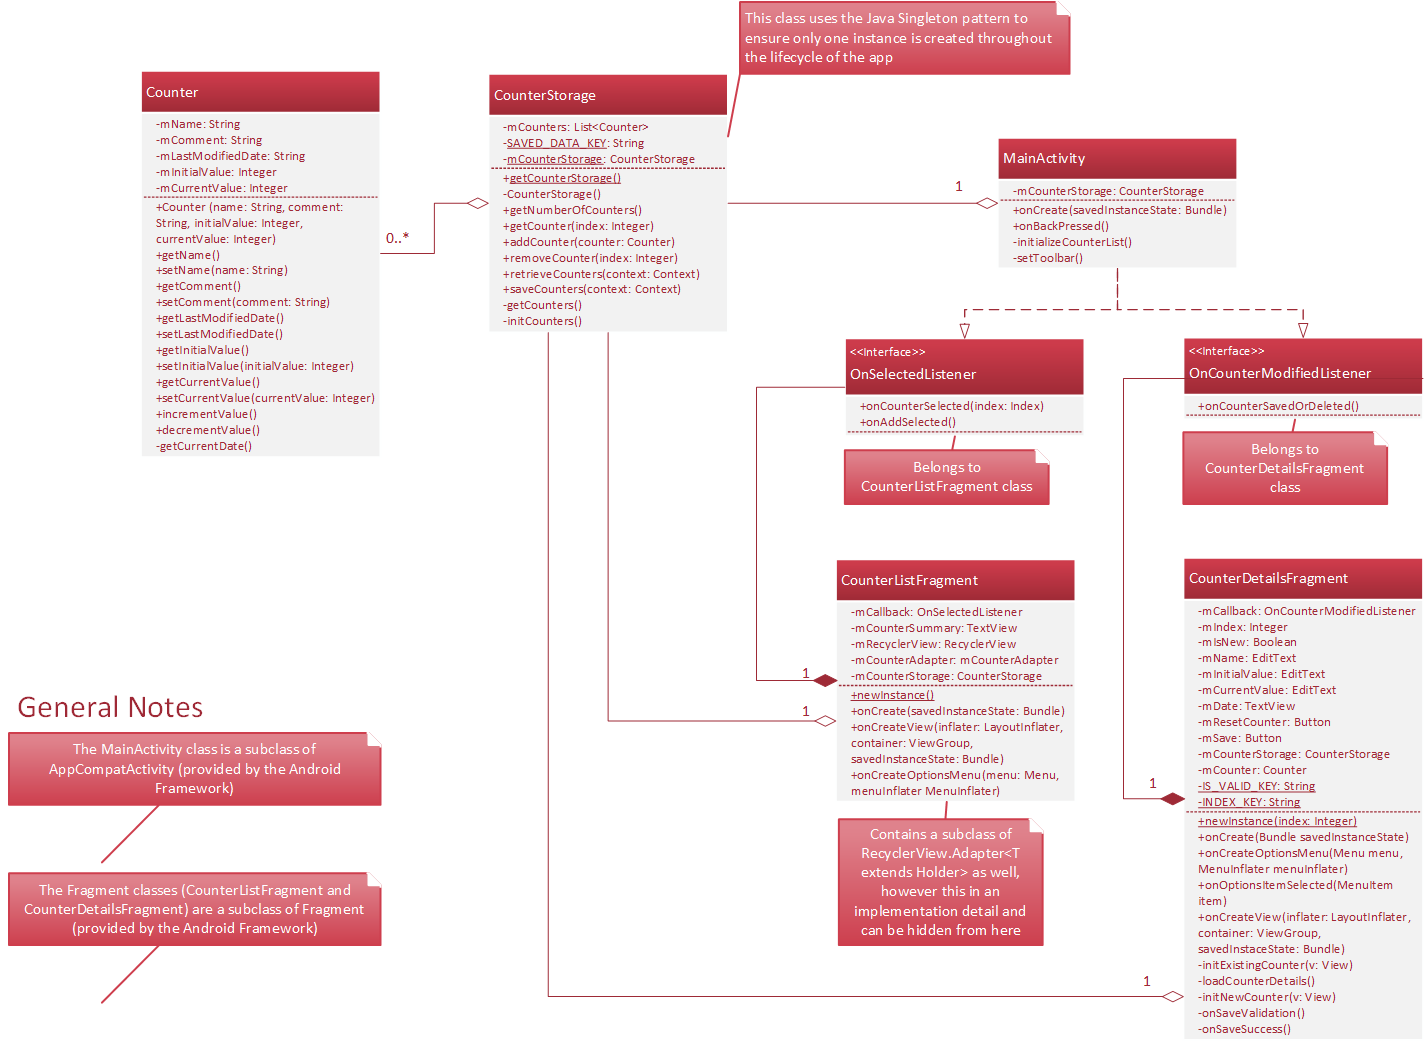 This class uses the Java Singleton pattern to
ensure only one instance is created throughout
the lifecycle of the app
Counter
-mName: String
-mComment: String
-mLastModifiedDate: String
-mInitialValue: Integer
-mCurrentValue: Integer
+Counter (name: String, comment:
String, initialValue: Integer,
currentValue: Integer)
+getName()
+setName(name: String)
+getComment()
+setComment(comment: String)
+getLastModifiedDate()
+setLastModifiedDate()
+getInitialValue()
+setInitialValue(initialValue: Integer)
+getCurrentValue()
+setCurrentValue(currentValue: Integer)
+incrementValue()
+decrementValue()
-getCurrentDate()
0..*
CounterStorage
-mCounters: List<Counter>
-SAVED_DATA_KEY: String
-mCounterStorage: CounterStorage
+getCounterStorage()
-CounterStorage()
+getNumberOfCounters()
+getCounter(index: Integer)
+addCounter(counter: Counter)
+removeCounter(index: Integer)
+retrieveCounters(context: Context)
+saveCounters(context: Context)
-getCounters()
-initCounters()
1
MainActivity
-mCounterStorage: CounterStorage
+onCreate(savedInstanceState: Bundle)
+onBackPressed()
-initializeCounterList()
-setToolbar()
<<Interface>>
OnSelectedListener
+onCounterSelected(index: Index)
+onAddSelected()
Belongs to
CounterListFragment class
<<Interface>>
OnCounterModifiedListener
+onCounterSavedOrDeleted()
Belongs to
CounterDetailsFragment
class
CounterListFragment
-mCallback: OnSelectedListener
-mCounterSummary: TextView
-mRecyclerView: RecyclerView
-mCounterAdapter: mCounterAdapter
-mCounterStorage: CounterStorage
+newInstance()
+onCreate(savedInstanceState: Bundle)
+onCreateView(inflater: LayoutInflater,
container: ViewGroup,
savedInstanceState: Bundle)
+onCreateOptionsMenu(menu: Menu,
menuInflater MenuInflater)
1
1
Contains a subclass of
RecyclerView.Adapter<T
extends Holder> as well,
however this in an
implementation detail and
can be hidden from here
CounterDetailsFragment
-mCallback: OnCounterModifiedListener
-mIndex: Integer
-mIsNew: Boolean
-mName: EditText
-mInitialValue: EditText
-mCurrentValue: EditText
-mDate: TextView
-mResetCounter: Button
-mSave: Button
-mCounterStorage: CounterStorage
-mCounter: Counter
-IS_VALID_KEY: String
-INDEX_KEY: String
+newInstance(index: Integer)
+onCreate(Bundle savedInstanceState)
+onCreateOptionsMenu(Menu menu,
MenuInflater menuInflater)
+onOptionsItemSelected(MenuItem
item)
+onCreateView(inflater: LayoutInflater,
container: ViewGroup,
savedInstaceState: Bundle)
-initExistingCounter(v: View)
-loadCounterDetails()
-initNewCounter(v: View)
-onSaveValidation()
-onSaveSuccess()
1
1
General Notes
The MainActivity class is a subclass of
AppCompatActivity (provided by the Android
Framework)
The Fragment classes (CounterListFragment and
CounterDetailsFragment) are a subclass of Fragment
(provided by the Android Framework)